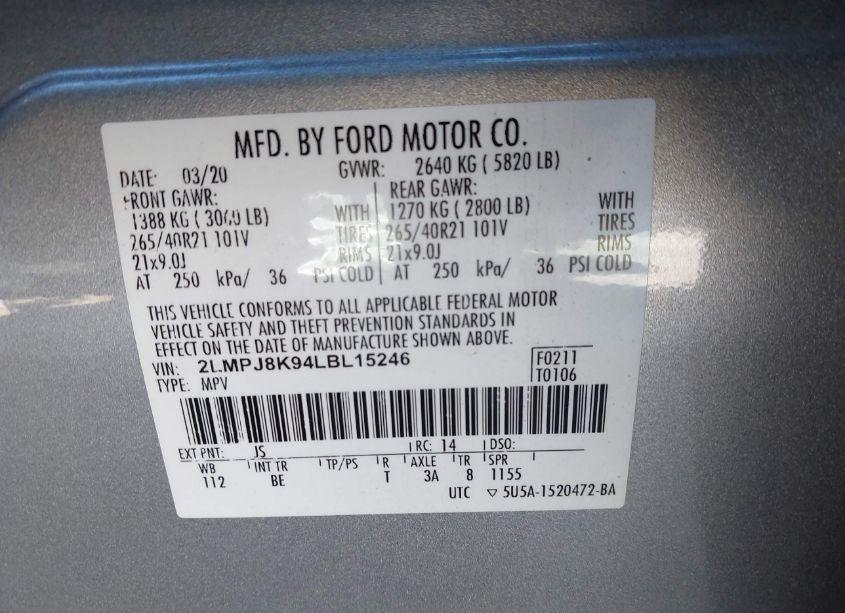 MFD. BY FORD MOTOR CO.
DATE: 03/20 GVWR: 2640 KG ( 5820 LB)
FRONT GAWR: REAR GAWR:
1388 KG ( 3060 LB) WITH 1270 KG ( 2800 LB) WITH
265/40R21 101V TIRES 265/40R21 101V TIRES
21x9.0J RIMS 21x9.0J RIMS
AT 250 kPa/ 36 PSI COLD AT 250 kPa/ 36 PSI COLD
THIS VEHICLE CONFORMS TO ALL APPLICABLE FEDERAL MOTOR
VEHICLE SAFETY AND THEFT PREVENTION STANDARDS IN
EFFECT ON THE DATE OF MANUFACTURE SHOWN ABOVE.
VIN: 2LMPJ8K94LBL15246 F0211
TYPE: MPV T0106
EXT PNT: JS RC: 14 DSO:
WB INT TR TP/PS R AXLE TR SPR
112 BE T 3A 8 1155
UTC ▽ 5U5A-1520472-BA